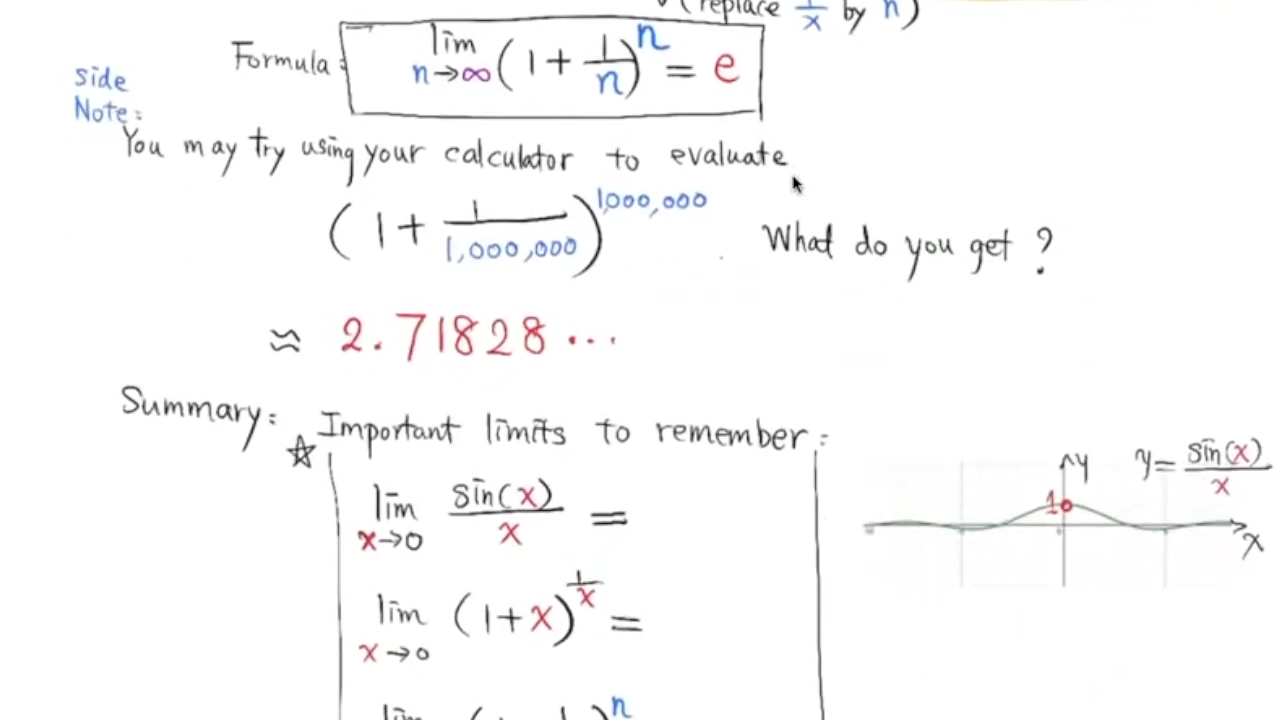 (replace 1/x by n)
Formula: lim n→∞ (1 + 1/n)^n = e
Side
Note:
You may try using your calculator to evaluate
(1 + 1/1,000,000)^1,000,000 What do you get ?
≈ 2.71828...
Summary: ☆ Important limits to remember:
lim x→0 sin(x)/x =
y y = sin(x)/x
1
x
lim x→0 (1+x)^1/x =
lim ( 1 )^n